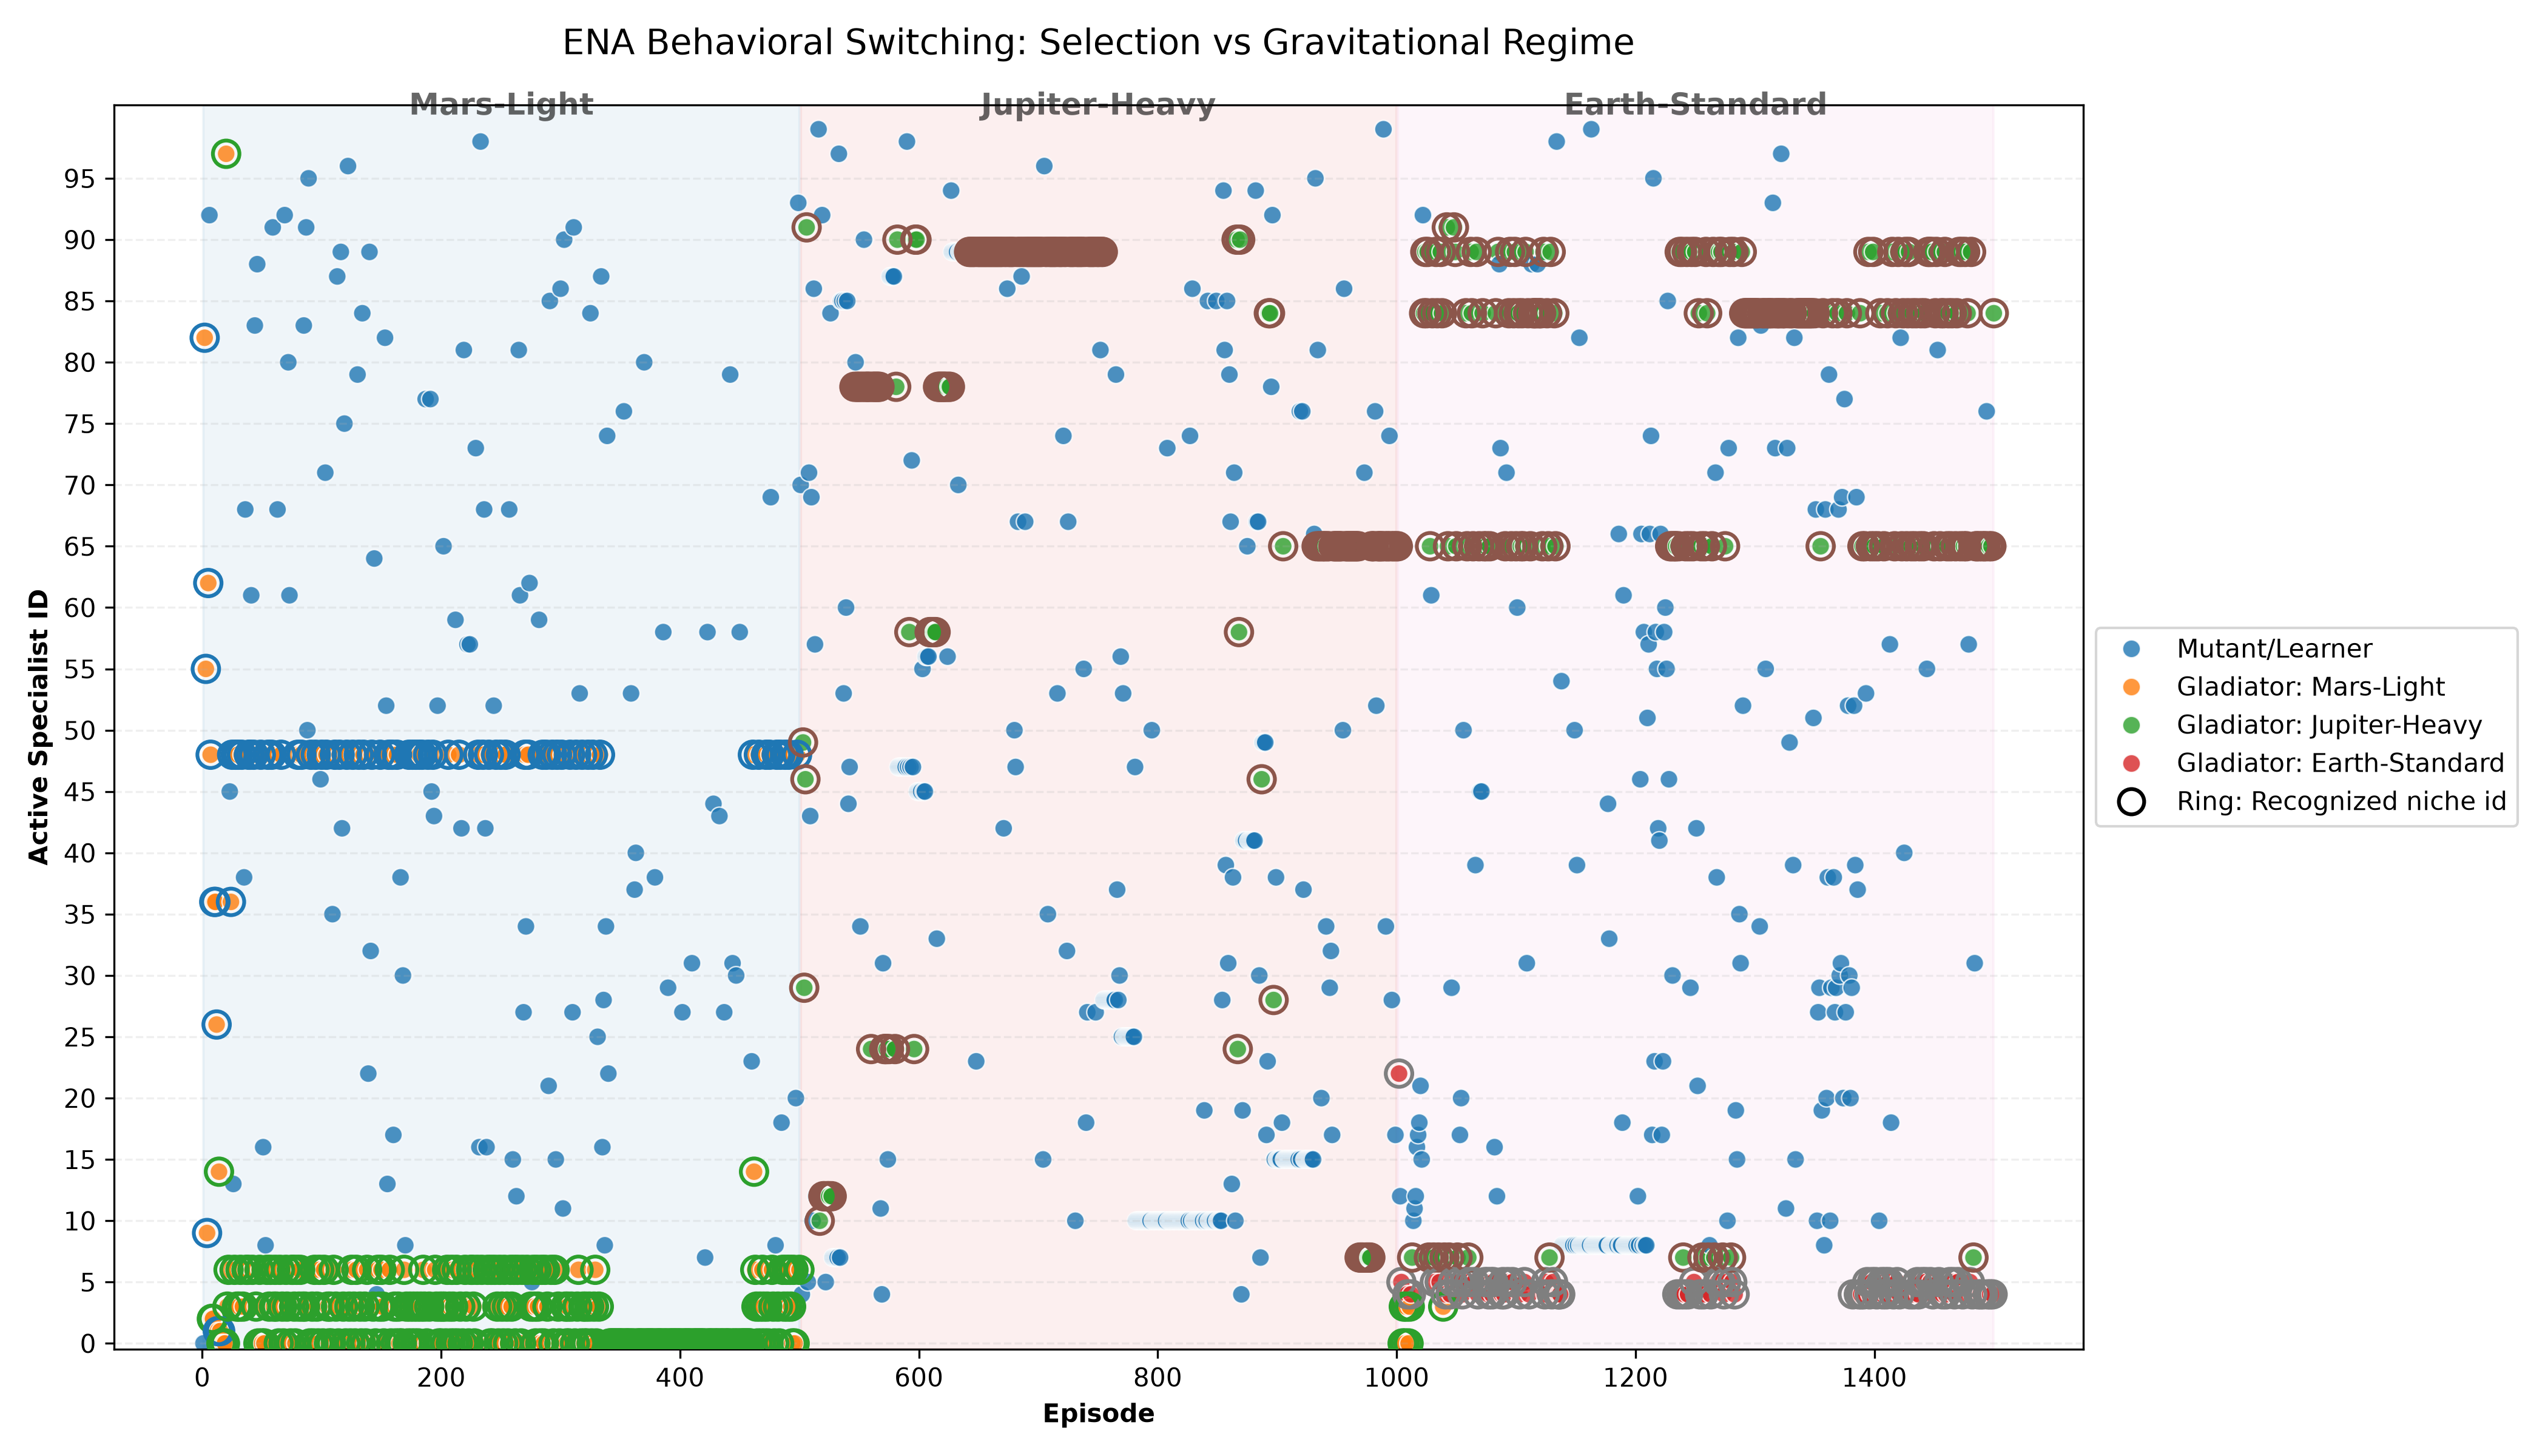 ENA Behavioral Switching: Selection vs Gravitational Regime
Mars-Light
Jupiter-Heavy
Earth-Standard
Active Specialist ID
95
90
85
80
75
70
65
60
55
50
45
40
35
30
25
20
15
10
5
0
0
200
400
600
800
1000
1200
1400
Episode
Mutant/Learner
Gladiator: Mars-Light
Gladiator: Jupiter-Heavy
Gladiator: Earth-Standard
Ring: Recognized niche id